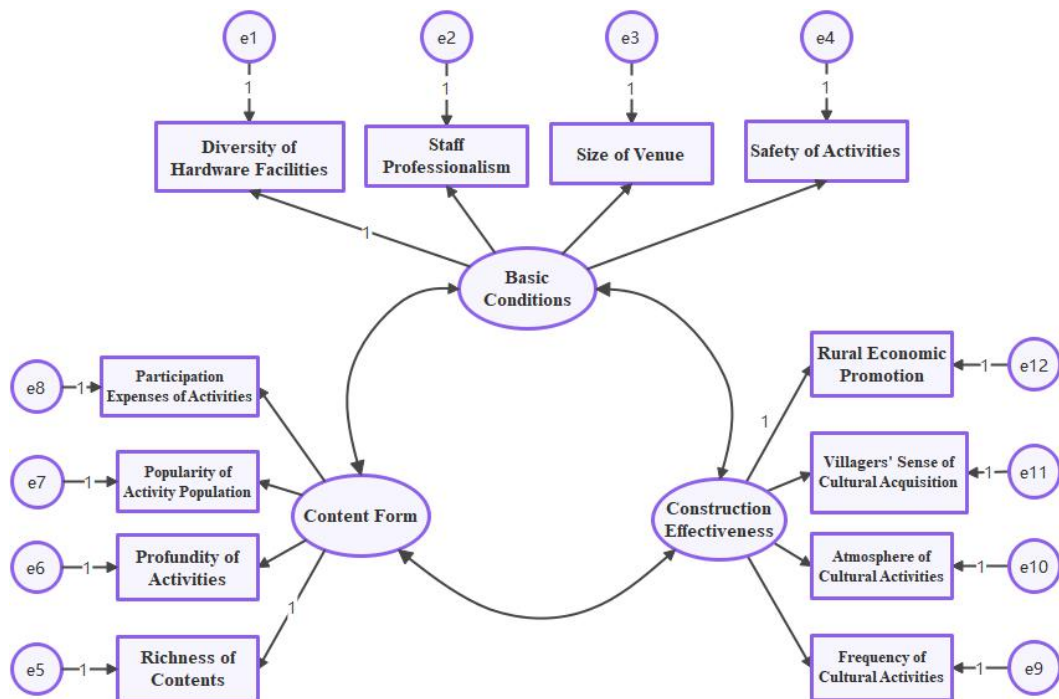 e1
e2
e3
e4
1
1
1
1
Diversity of
Hardware Facilities
Staff
Professionalism
Size of Venue
Safety of Activities
1
Basic
Conditions
e8
1
Participation
Expenses of Activities
e7
1
Popularity of
Activity Population
e6
1
Profundity of
Activities
e5
1
Richness of
Contents
1
Content Form
Construction
Effectiveness
1
Rural Economic
Promotion
1
e12
Villagers' Sense of
Cultural Acquisition
1
e11
Atmosphere of
Cultural Activities
1
e10
Frequency of
Cultural Activities
1
e9